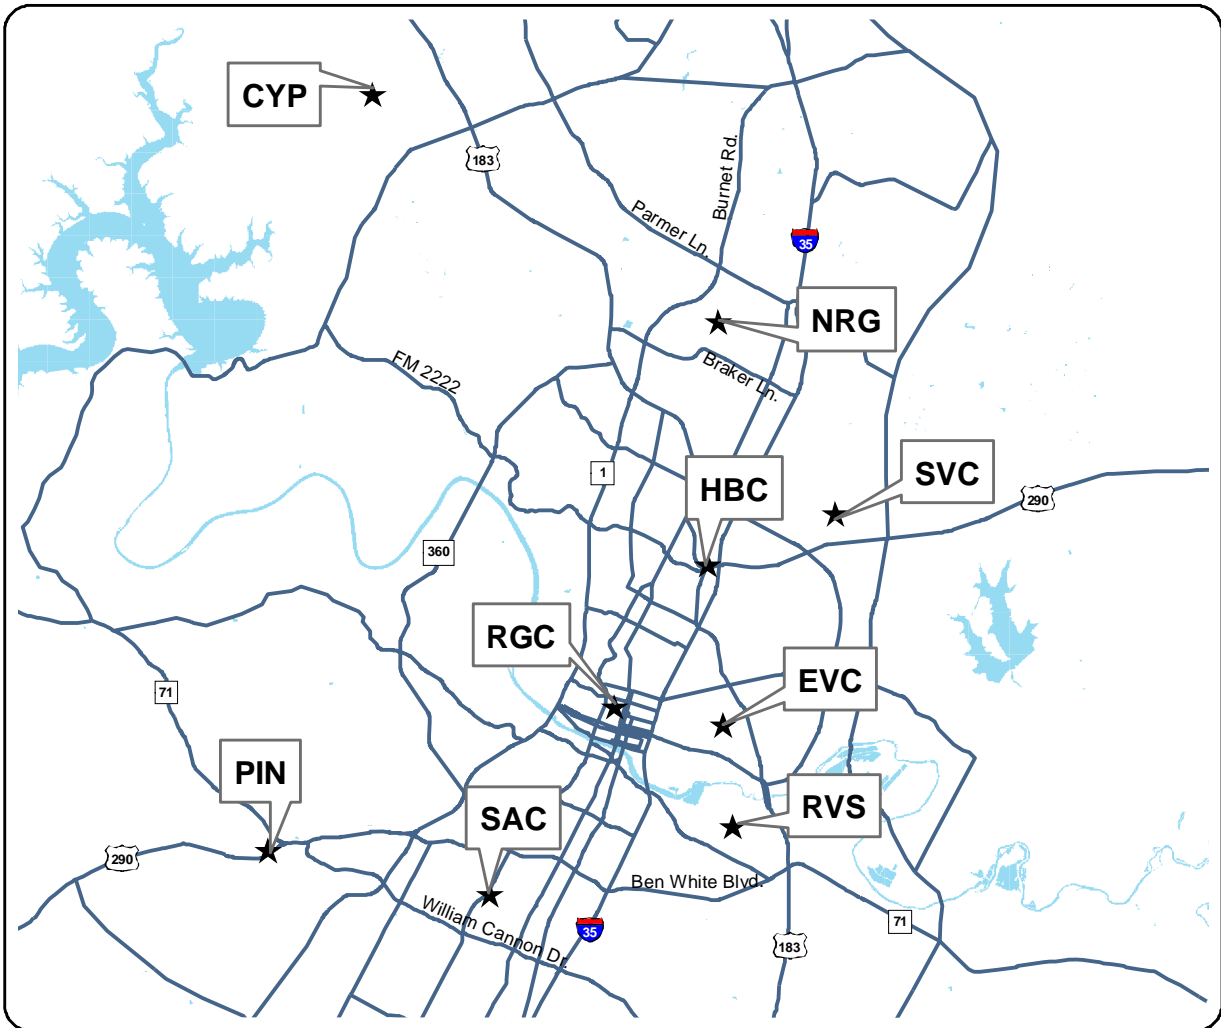 CYP
183
Burnet Rd.
Parmer Ln.
35
NRG
Braker Ln.
FM 2222
1
HBC
SVC
290
360
RGC
EVC
71
PIN
SAC
RVS
290
Ben White Blvd.
William Cannon Dr.
35
71
183